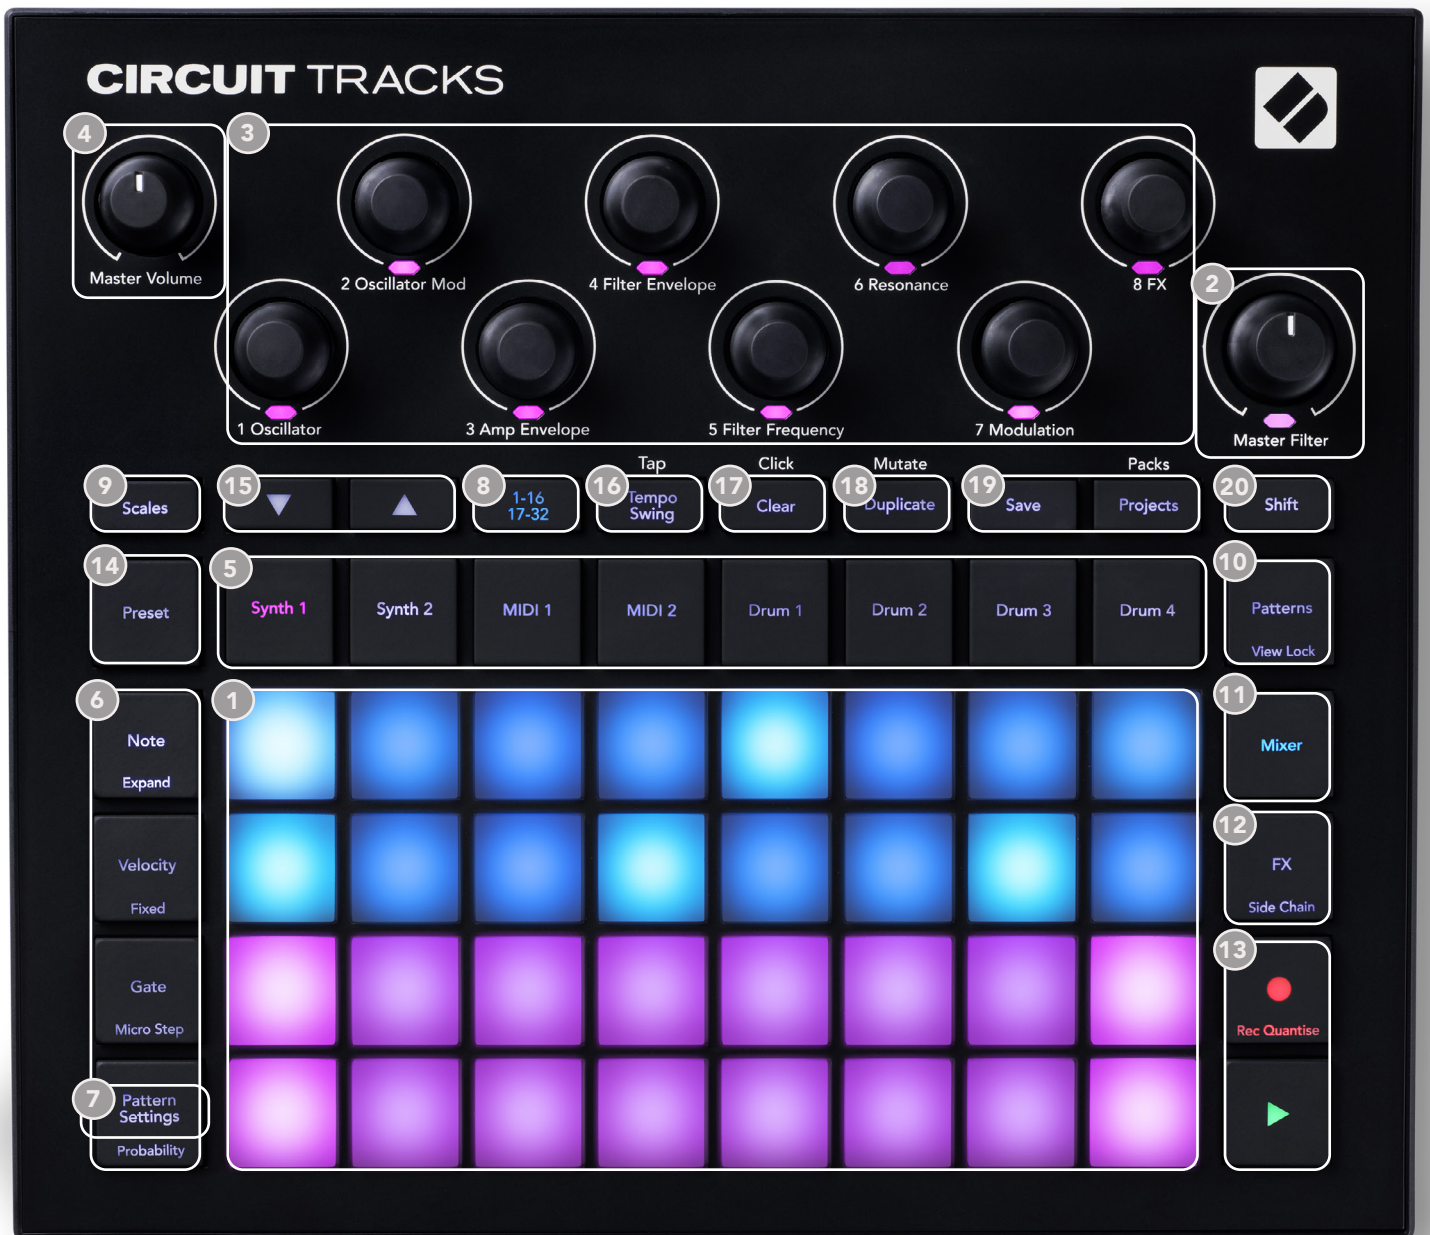 CIRCUIT TRACKS
4
3
Master Volume
2 Oscillator Mod
4 Filter Envelope
6 Resonance
8 FX
2
1 Oscillator
3 Amp Envelope
5 Filter Frequency
7 Modulation
Master Filter
Tap
Click
Mutate
Packs
9
Scales
15
8
1-16
17-32
16
Tempo
Swing
17
Clear
18
Duplicate
19
Save
Projects
20
Shift
14
Preset
5
Synth 1
Synth 2
MIDI 1
MIDI 2
Drum 1
Drum 2
Drum 3
Drum 4
10
Patterns
View Lock
6
Note
Expand
1
11
Mixer
Velocity
Fixed
12
FX
Side Chain
Gate
Micro Step
13
Rec Quantise
7
Pattern
Settings
Probability